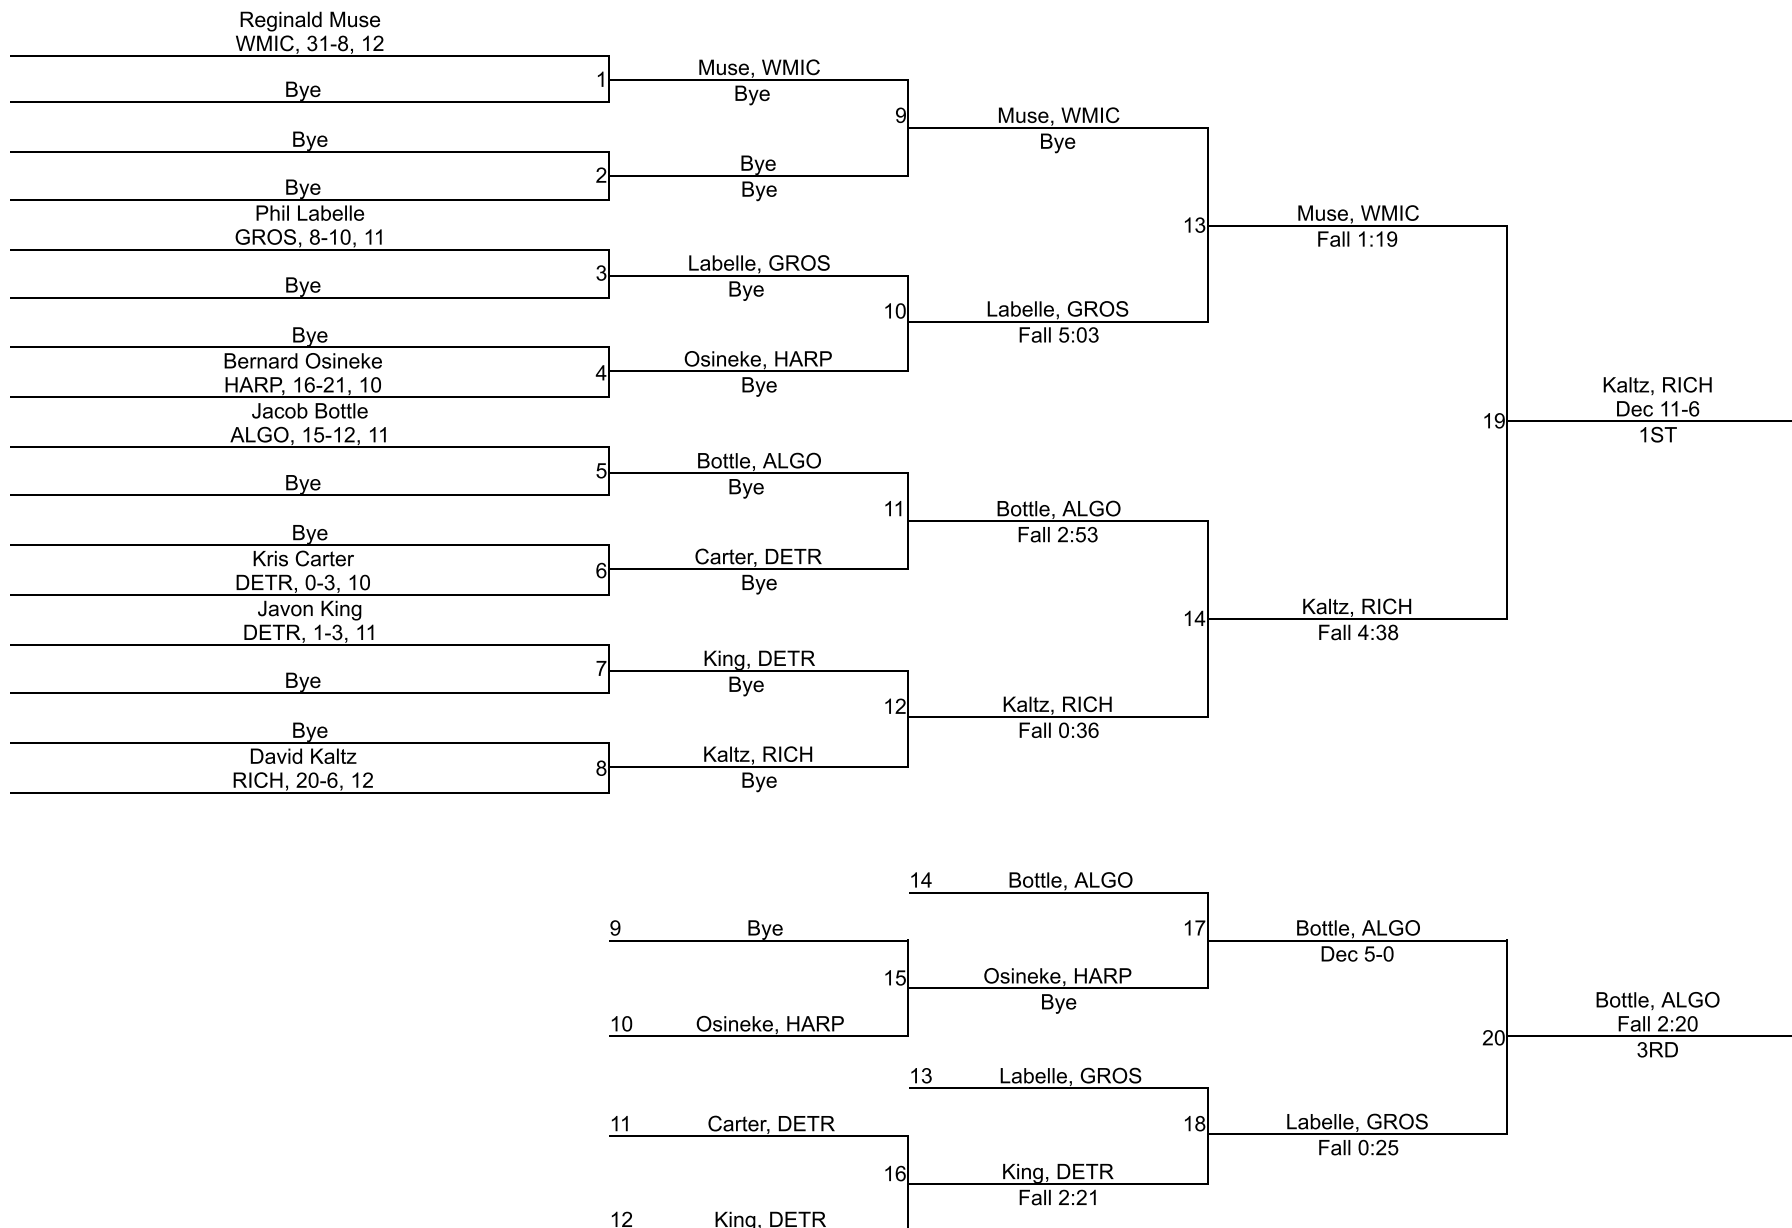 Reginald Muse
WMIC, 31-8, 12
Bye
1
Bye
Bye
2
Phil Labelle
GROS, 8-10, 11
Bye
3
Bye
Bernard Osineke
HARP, 16-21, 10
4
Jacob Bottle
ALGO, 15-12, 11
Bye
5
Bye
Kris Carter
DETR, 0-3, 10
6
Javon King
DETR, 1-3, 11
Bye
7
Bye
David Kaltz
RICH, 20-6, 12
8
Muse, WMIC
Bye
9
Bye
Bye
Labelle, GROS
Bye
10
Osineke, HARP
Bye
Bottle, ALGO
Bye
11
Carter, DETR
Bye
King, DETR
Bye
12
Kaltz, RICH
Bye
Muse, WMIC
Bye
13
Labelle, GROS
Fall 5:03
Bottle, ALGO
Fall 2:53
14
Kaltz, RICH
Fall 0:36
Muse, WMIC
Fall 1:19
19
Kaltz, RICH
Fall 4:38
Kaltz, RICH
Dec 11-6
1ST
14 Bottle, ALGO
9 Bye
17
15
Osineke, HARP
Bye
10 Osineke, HARP
13 Labelle, GROS
11 Carter, DETR
18
16
King, DETR
Fall 2:21
12 King, DETR
Bottle, ALGO
Dec 5-0
20
Labelle, GROS
Fall 0:25
Bottle, ALGO
Fall 2:20
3RD